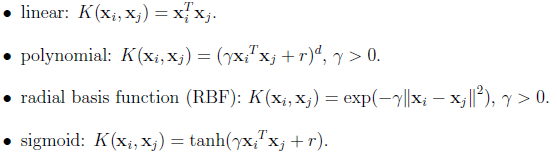 • linear: K(xᵢ, xⱼ) = xᵢᵀxⱼ.
• polynomial: K(xᵢ, xⱼ) = (γxᵢᵀxⱼ + r)ᵈ, γ > 0.
• radial basis function (RBF): K(xᵢ, xⱼ) = exp(−γ‖xᵢ − xⱼ‖²), γ > 0.
• sigmoid: K(xᵢ, xⱼ) = tanh(γxᵢᵀxⱼ + r).